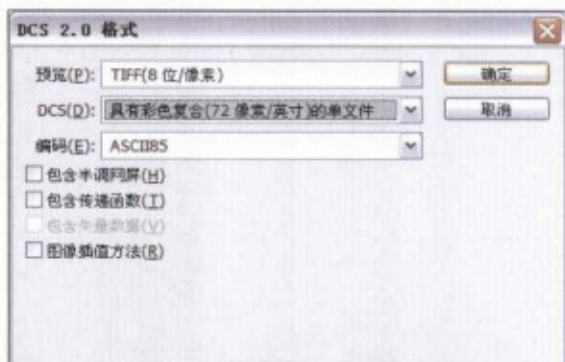 DCS 2.0 格式
预览(P): TIFF(8 位/像素) 确定
DCS(D): 具有彩色复合(72 像素/英寸)的单文件 取消
编码(E): ASCII85
包含半调网屏(H)
包含传递函数(T)
包含矢量数据(V)
图像插值方法(R)